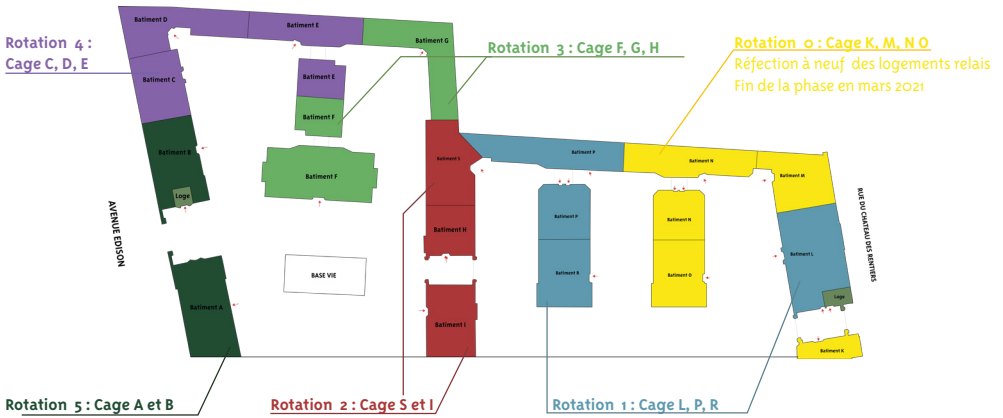 Batiment D
Batiment E
Batiment G
Rotation 4 :
Cage C, D, E
Rotation 3 : Cage F, G, H
Rotation 0 : Cage K, M, N O
Réfection à neuf des logements relais
Fin de la phase en mars 2021
Batiment C
Batiment E
Batiment F
Batiment B
Batiment S
Batiment P
Batiment N
Batiment M
Batiment F
Loge
AVENUE EDISON
Batiment H
Batiment P
Batiment N
RUE DU CHATEAU DES RENTIERS
Batiment L
BASE VIE
Batiment R
Batiment O
Loge
Batiment A
Batiment I
Batiment K
Rotation 5 : Cage A et B
Rotation 2 : Cage S et I
Rotation 1 : Cage L, P, R